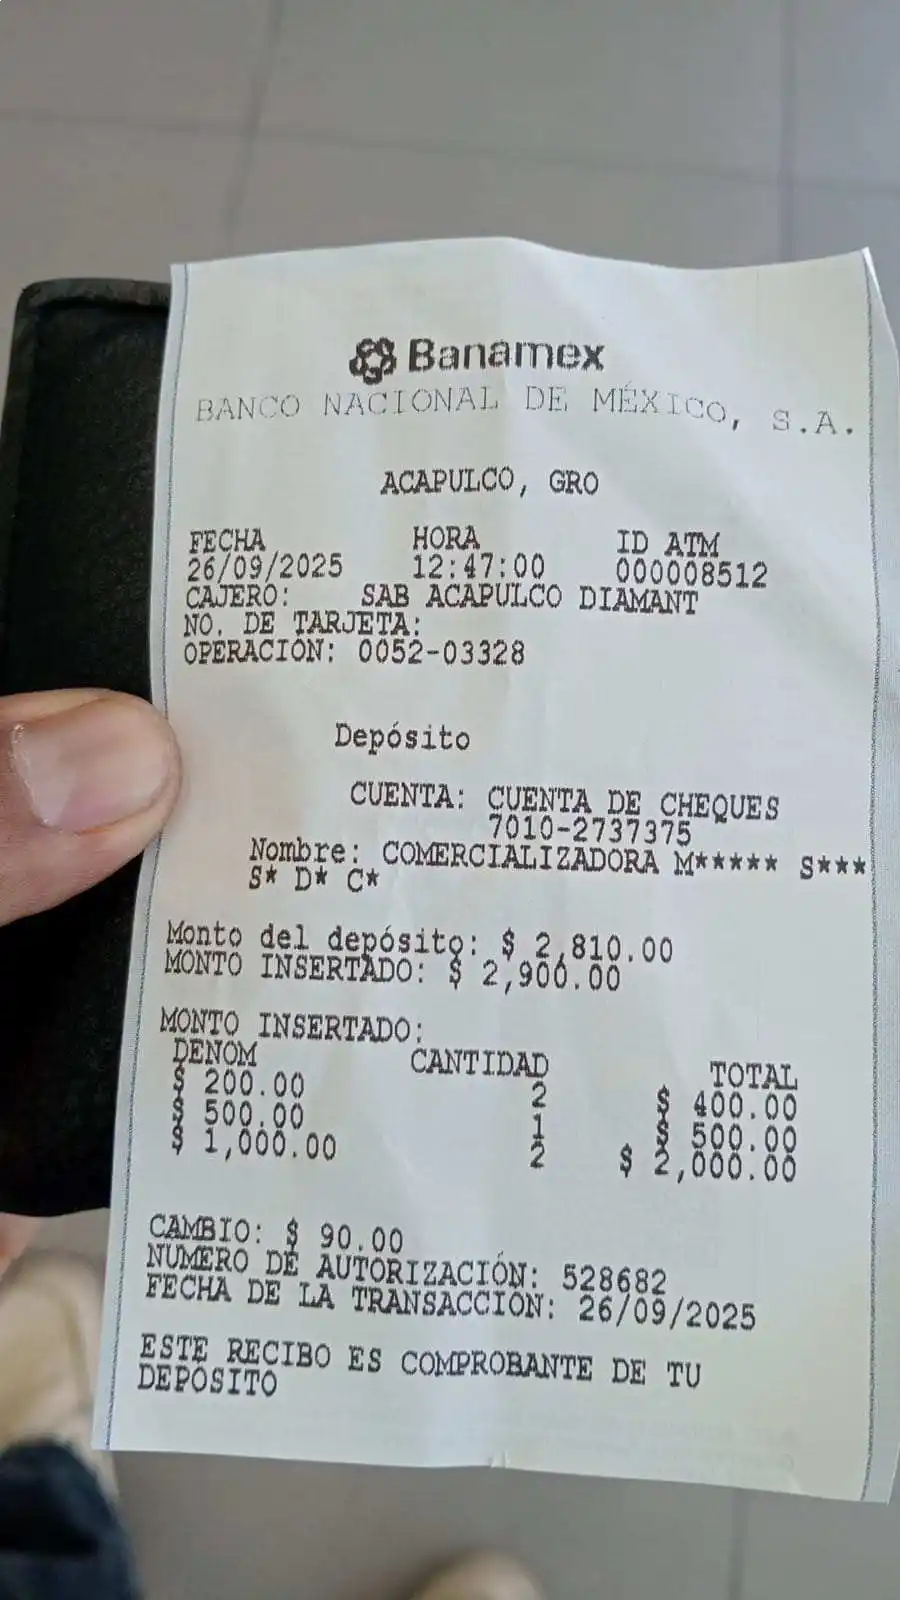 Banamex
BANCO NACIONAL DE MÉXICO, S.A.
ACAPULCO, GRO
FECHA HORA ID ATM
26/09/2025 12:47:00 000008512
CAJERO: SAB ACAPULCO DIAMANT
NO. DE TARJETA:
OPERACIÓN: 0052-03328
Depósito
CUENTA: CUENTA DE CHEQUES
7010-2737375
Nombre: COMERCIALIZADORA M***** S***
S* D* C*
Monto del depósito: $ 2,810.00
MONTO INSERTADO: $ 2,900.00
MONTO INSERTADO:
DENOM CANTIDAD TOTAL
$ 200.00 2 $ 400.00
$ 500.00 1 $ 500.00
$ 1,000.00 2 $ 2,000.00
CAMBIO: $ 90.00
NUMERO DE AUTORIZACIÓN: 528682
FECHA DE LA TRANSACCIÓN: 26/09/2025
ESTE RECIBO ES COMPROBANTE DE TU
DEPÓSITO